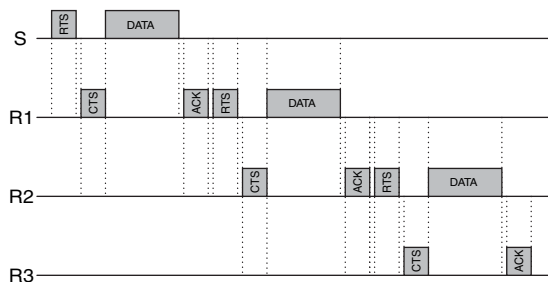 S RTS DATA
R1 CTS ACK RTS DATA
R2 CTS ACK RTS DATA
R3 CTS ACK